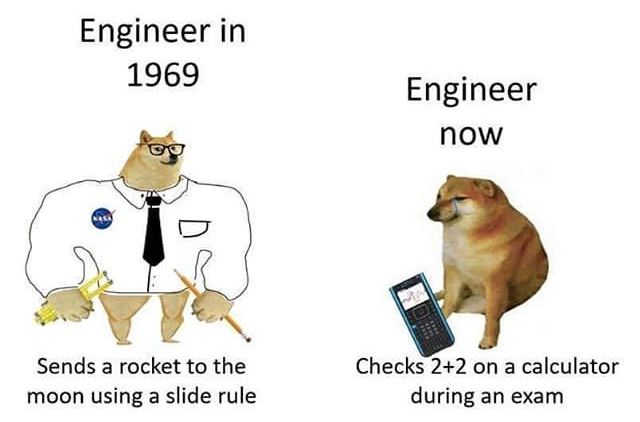 Engineer in
1969
Engineer
now
NASA
Sends a rocket to the
moon using a slide rule
Checks 2+2 on a calculator
during an exam